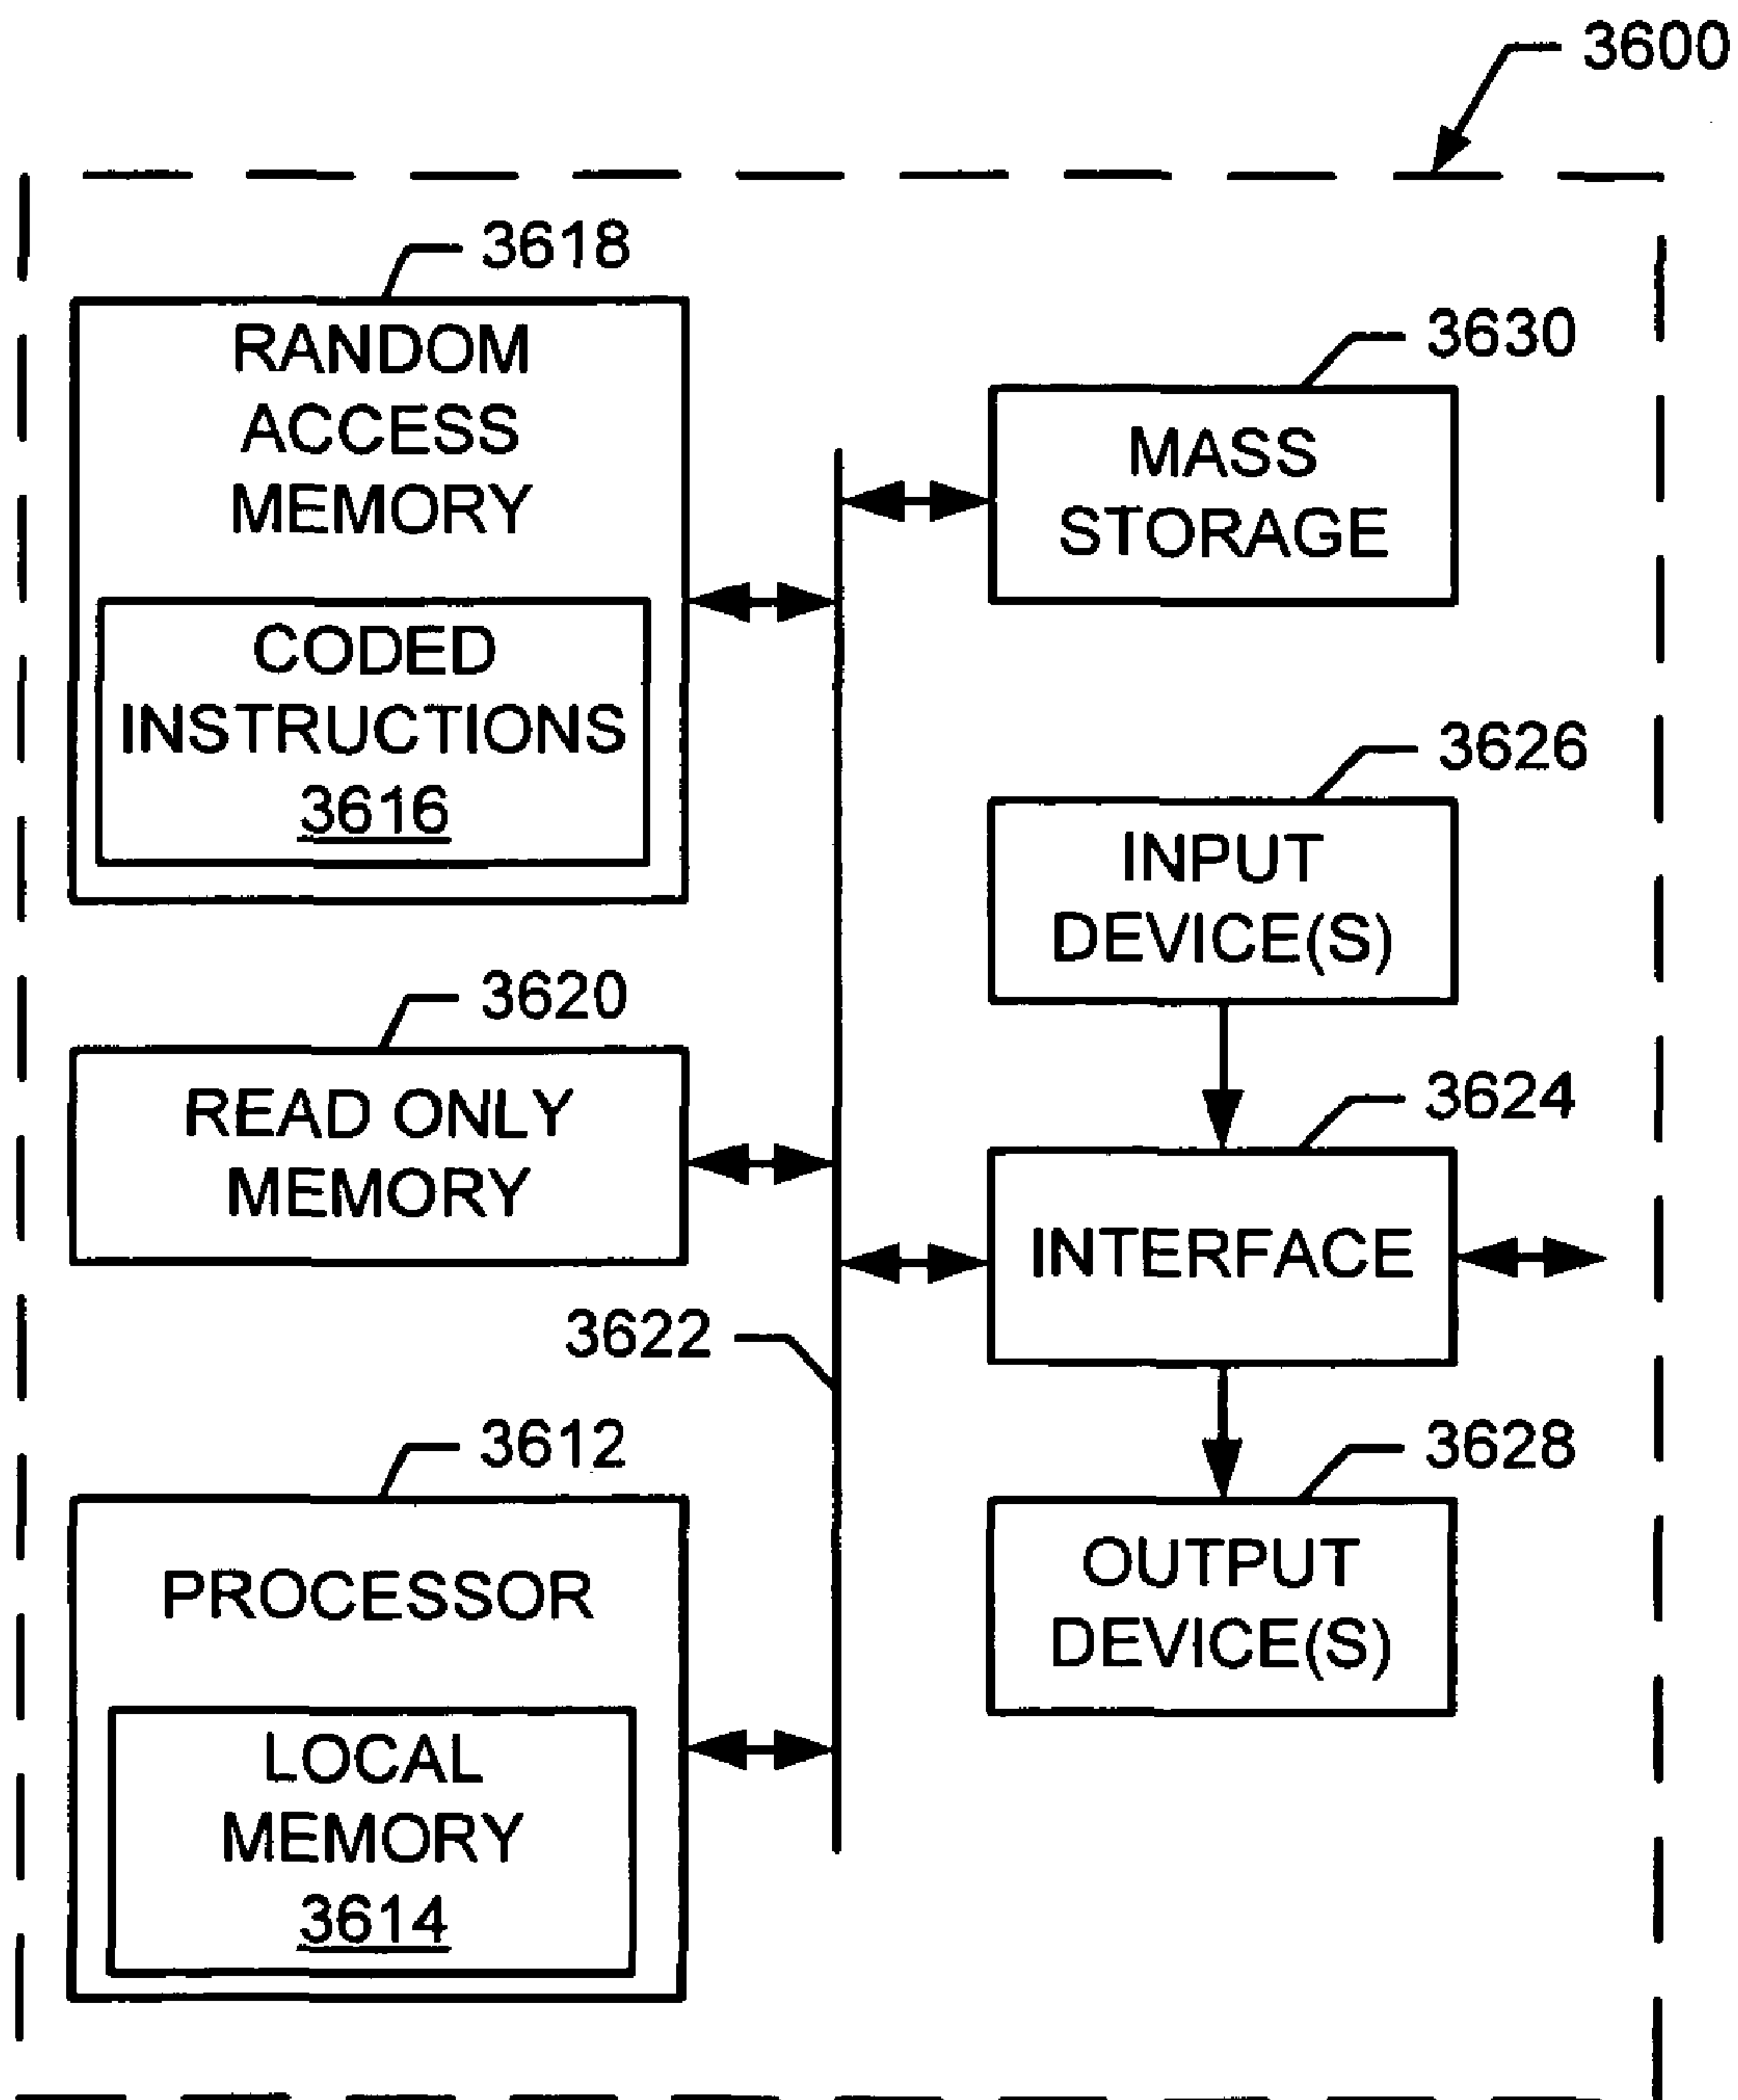 3600
3618
RANDOM
ACCESS
MEMORY
CODED
INSTRUCTIONS
3616
3630
MASS
STORAGE
3626
INPUT
DEVICE(S)
3620
READ ONLY
MEMORY
3624
INTERFACE
3622
3612
PROCESSOR
LOCAL
MEMORY
3614
3628
OUTPUT
DEVICE(S)